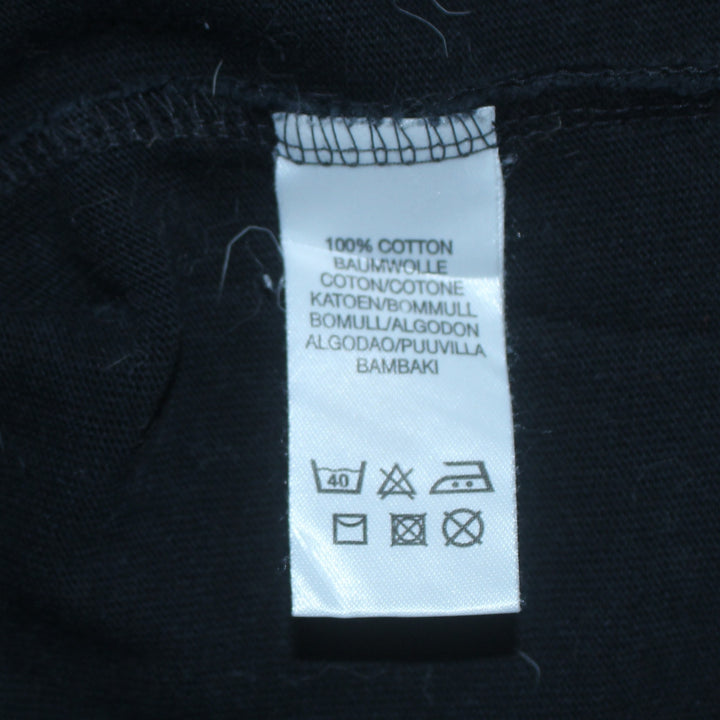 100% COTTON
BAUMWOLLE
COTON/COTONE
KATOEN/BOMMULL
BOMULL/ALGODON
ALGODAO/PUUVILLA
BAMBAKI
40